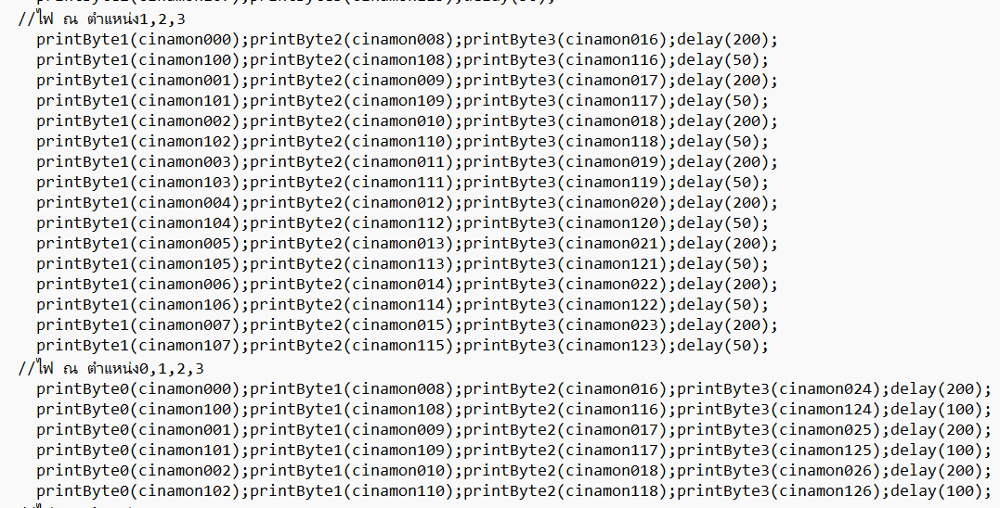 //ไฟ ณ ตำแหน่ง1,2,3
printByte1(cinamon000);printByte2(cinamon008);printByte3(cinamon016);delay(200);
printByte1(cinamon100);printByte2(cinamon108);printByte3(cinamon116);delay(50);
printByte1(cinamon001);printByte2(cinamon009);printByte3(cinamon017);delay(200);
printByte1(cinamon101);printByte2(cinamon109);printByte3(cinamon117);delay(50);
printByte1(cinamon002);printByte2(cinamon010);printByte3(cinamon018);delay(200);
printByte1(cinamon102);printByte2(cinamon110);printByte3(cinamon118);delay(50);
printByte1(cinamon003);printByte2(cinamon011);printByte3(cinamon019);delay(200);
printByte1(cinamon103);printByte2(cinamon111);printByte3(cinamon119);delay(50);
printByte1(cinamon004);printByte2(cinamon012);printByte3(cinamon020);delay(200);
printByte1(cinamon104);printByte2(cinamon112);printByte3(cinamon120);delay(50);
printByte1(cinamon005);printByte2(cinamon013);printByte3(cinamon021);delay(200);
printByte1(cinamon105);printByte2(cinamon113);printByte3(cinamon121);delay(50);
printByte1(cinamon006);printByte2(cinamon014);printByte3(cinamon022);delay(200);
printByte1(cinamon106);printByte2(cinamon114);printByte3(cinamon122);delay(50);
printByte1(cinamon007);printByte2(cinamon015);printByte3(cinamon023);delay(200);
printByte1(cinamon107);printByte2(cinamon115);printByte3(cinamon123);delay(50);
//ไฟ ณ ตำแหน่ง0,1,2,3
printByte0(cinamon000);printByte1(cinamon008);printByte2(cinamon016);printByte3(cinamon024);delay(200);
printByte0(cinamon100);printByte1(cinamon108);printByte2(cinamon116);printByte3(cinamon124);delay(100);
printByte0(cinamon001);printByte1(cinamon009);printByte2(cinamon017);printByte3(cinamon025);delay(200);
printByte0(cinamon101);printByte1(cinamon109);printByte2(cinamon117);printByte3(cinamon125);delay(100);
printByte0(cinamon002);printByte1(cinamon010);printByte2(cinamon018);printByte3(cinamon026);delay(200);
printByte0(cinamon102);printByte1(cinamon110);printByte2(cinamon118);printByte3(cinamon126);delay(100);